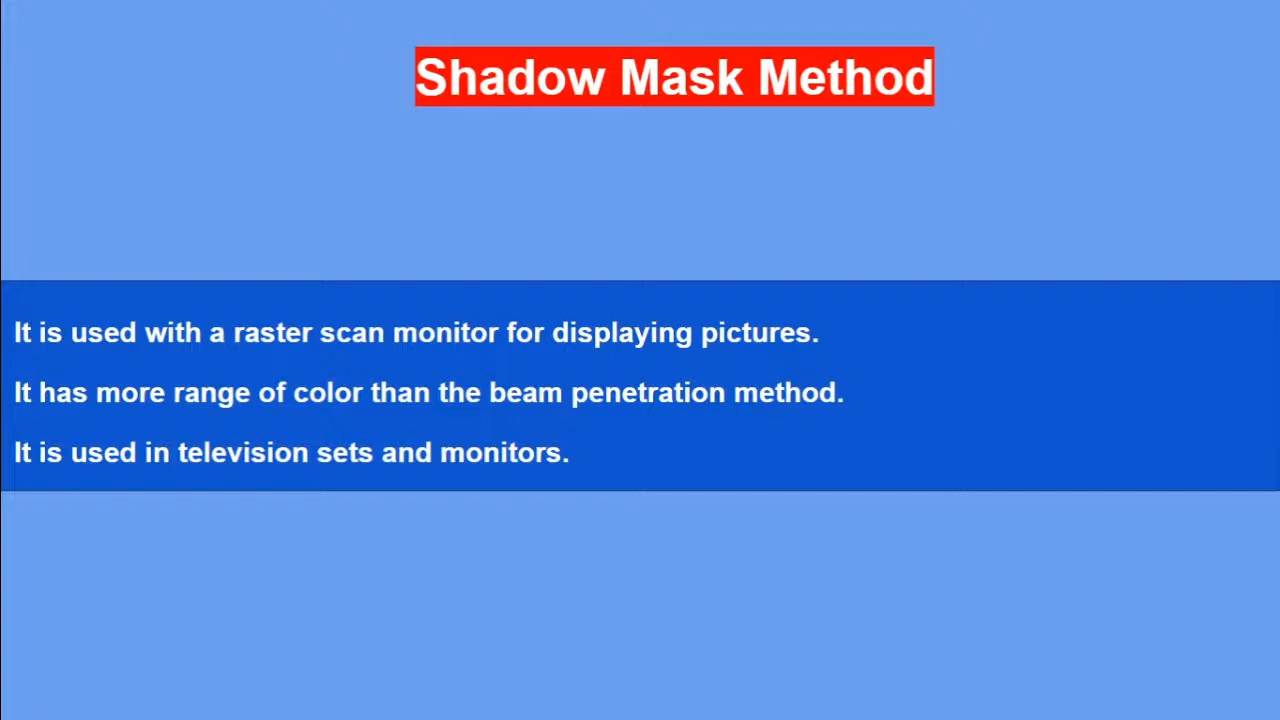 Shadow Mask Method
It is used with a raster scan monitor for displaying pictures.
It has more range of color than the beam penetration method.
It is used in television sets and monitors.